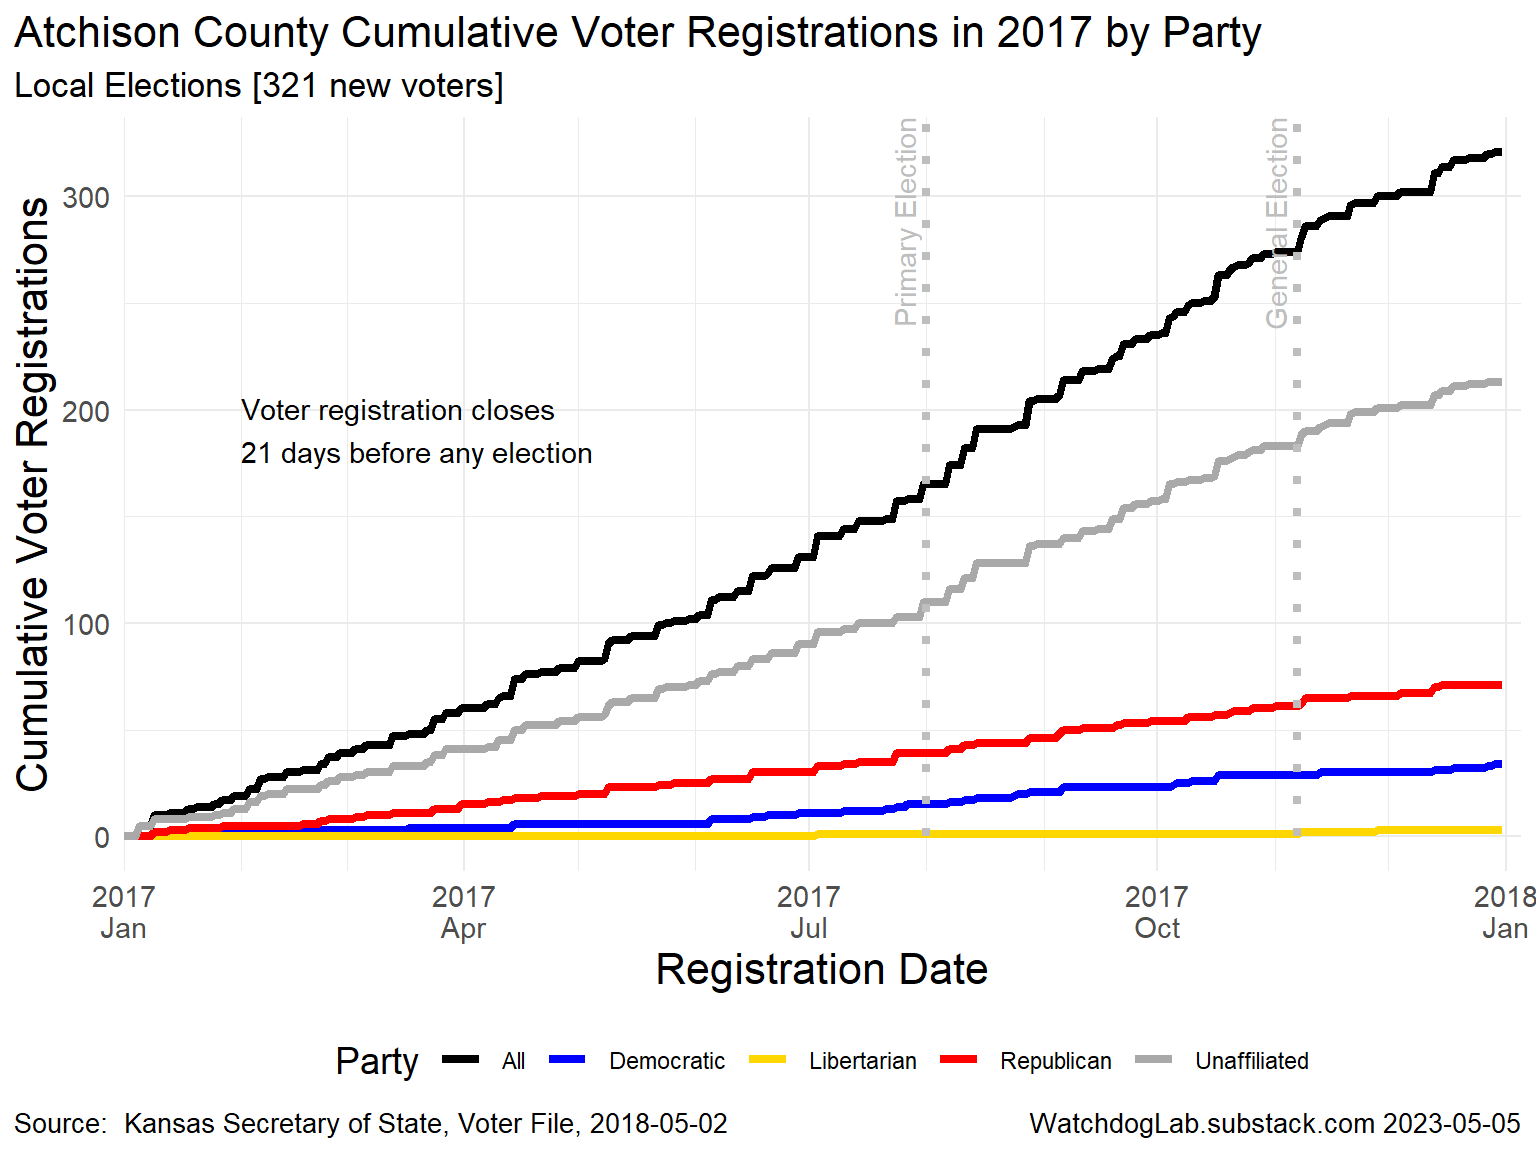 Atchison County Cumulative Voter Registrations in 2017 by Party
Local Elections [321 new voters]
Cumulative Voter Registrations
300
200
100
0
Primary Election
General Election
Voter registration closes
21 days before any election
2017
Jan
2017
Apr
2017
Jul
2017
Oct
2018
Jan
Registration Date
Party All Democratic Libertarian Republican Unaffiliated
Source:  Kansas Secretary of State, Voter File, 2018-05-02
WatchdogLab.substack.com 2023-05-05